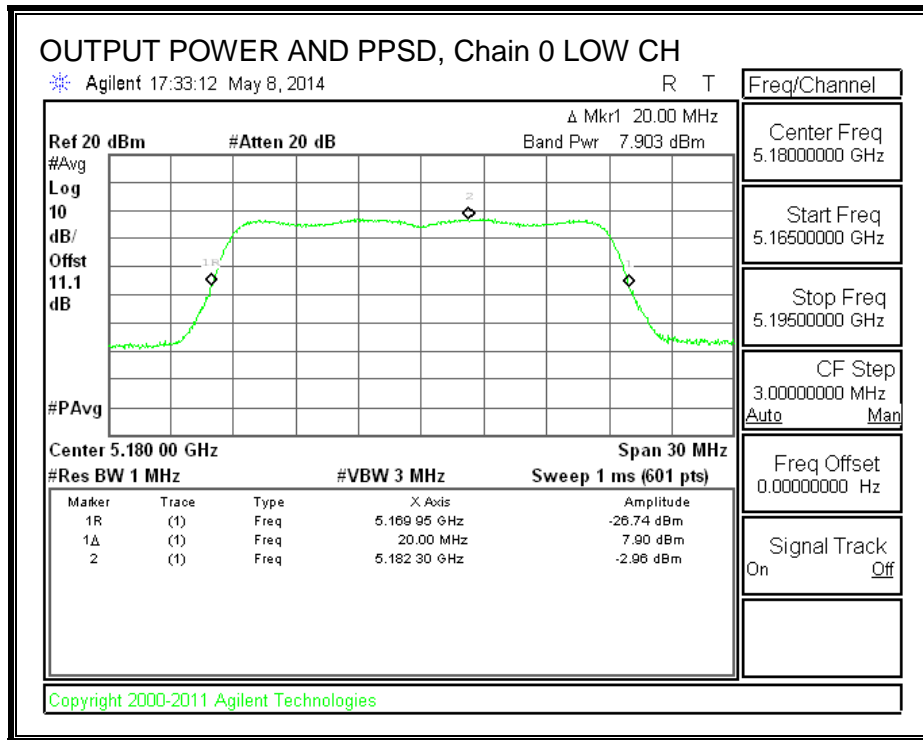 OUTPUT POWER AND PPSD, Chain 0 LOW CH
Agilent 17:33:12 May 8, 2014 R T
Freq/Channel
Δ Mkr1 20.00 MHz
Ref 20 dBm #Atten 20 dB Band Pwr 7.903 dBm
#Avg
Log
10
dB/
Offst
11.1
dB
#PAvg
1R
2
1
Center 5.180 00 GHz Span 30 MHz
#Res BW 1 MHz #VBW 3 MHz Sweep 1 ms (601 pts)
Marker Trace Type X Axis Amplitude
1R (1) Freq 5.169 95 GHz -26.74 dBm
1Δ (1) Freq 20.00 MHz 7.90 dBm
2 (1) Freq 5.182 30 GHz -2.96 dBm
Center Freq
5.18000000 GHz
Start Freq
5.16500000 GHz
Stop Freq
5.19500000 GHz
CF Step
3.00000000 MHz
Auto Man
Freq Offset
0.00000000 Hz
Signal Track
On Off
Copyright 2000-2011 Agilent Technologies